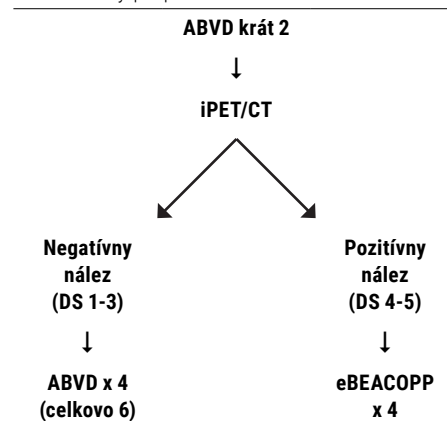 ABVD krát 2
↓
iPET/CT
Negatívny
nález
(DS 1-3)
↓
ABVD x 4
(celkovo 6)
Pozitívny
nález
(DS 4-5)
↓
eBEACOPP
x 4